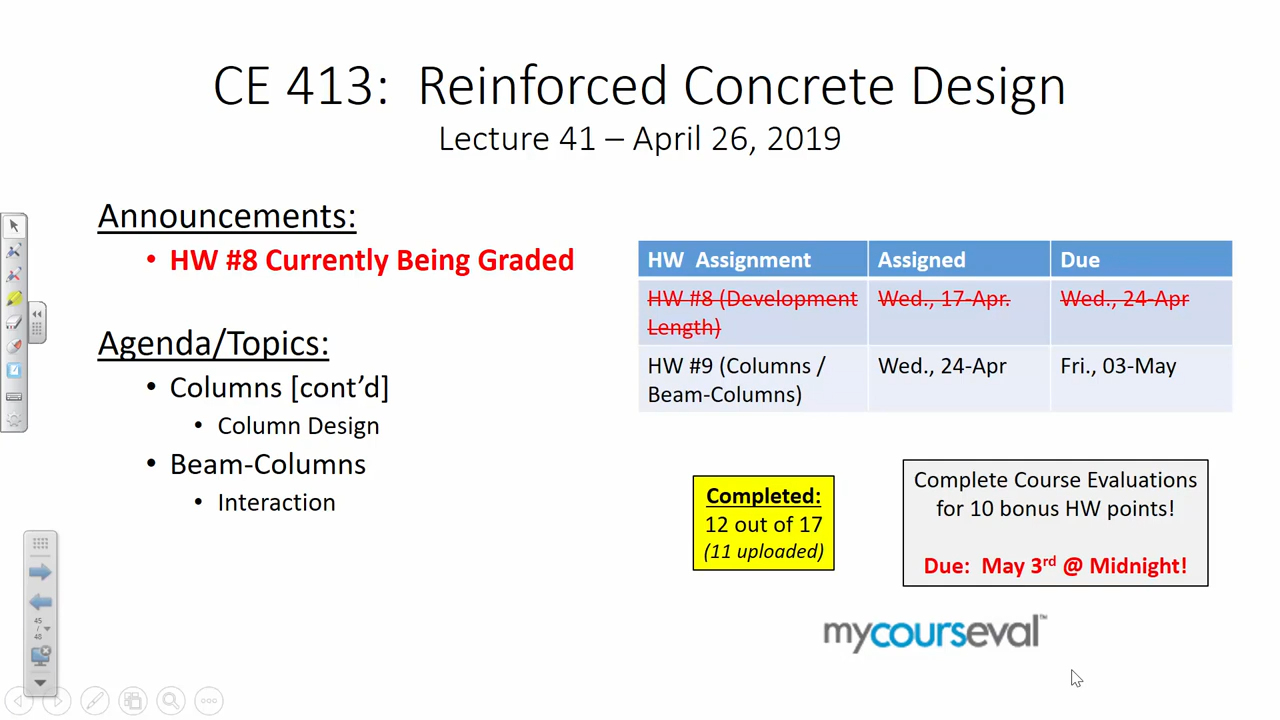 CE 413: Reinforced Concrete Design
Lecture 41 – April 26, 2019
Announcements:
• HW #8 Currently Being Graded
Agenda/Topics:
• Columns [cont’d]
• Column Design
• Beam-Columns
• Interaction
HW Assignment Assigned Due
HW #8 (Development Wed., 17-Apr. Wed., 24-Apr
Length)
HW #9 (Columns / Wed., 24-Apr Fri., 03-May
Beam-Columns)
Completed:
12 out of 17
(11 uploaded)
Complete Course Evaluations
for 10 bonus HW points!
Due: May 3rd @ Midnight!
mycourseval™
45
/
48